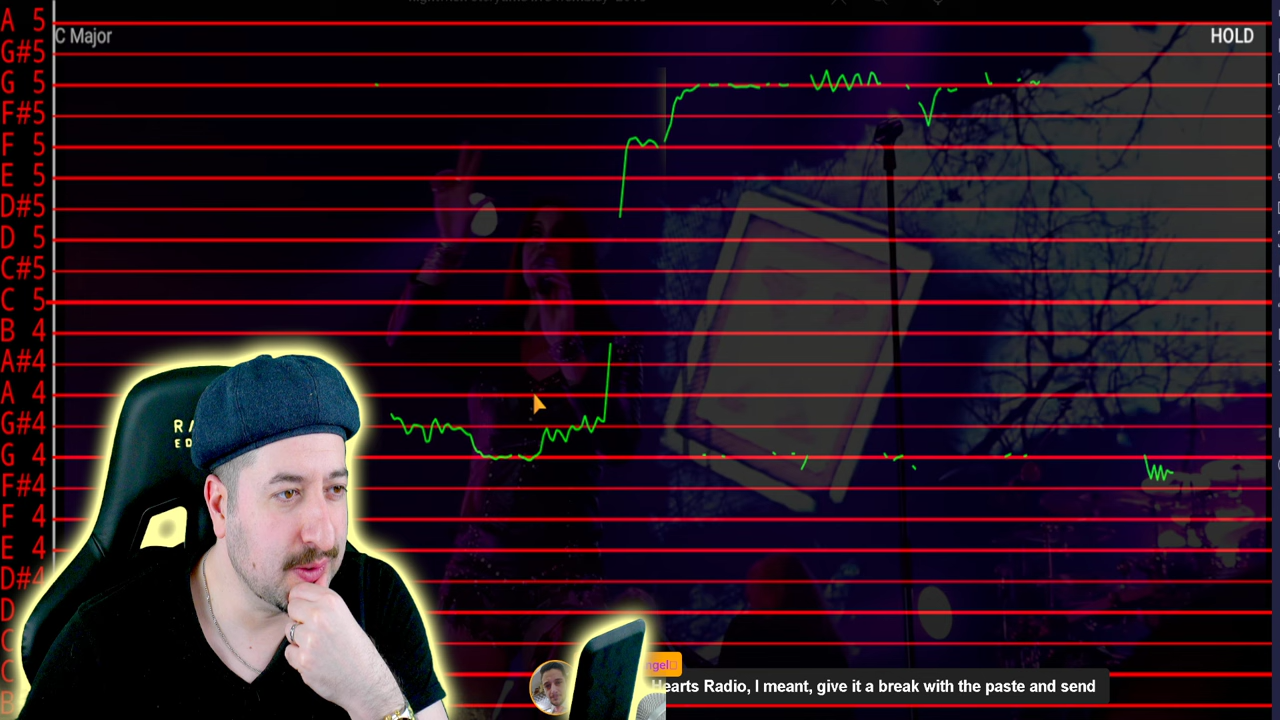 A 5
G#5
C Major
HOLD
G 5
F#5
F 5
E 5
D#5
D 5
C#5
C 5
B 4
A#4
A 4
G#4
G 4
F#4
F 4
E 4
D#4
D
C
C
B
ngel
Hearts Radio, I meant, give it a break with the paste and send